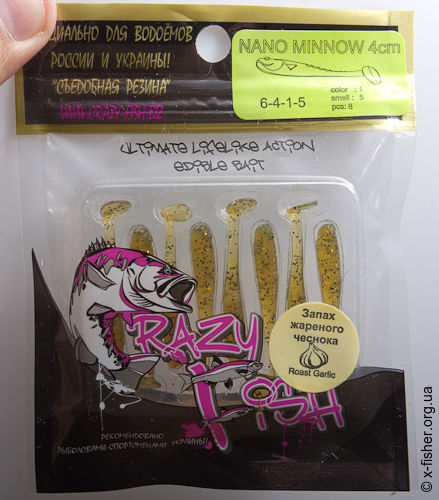 ЦИАЛЬНО ДЛЯ ВОДОЁМОВ
РОССИИ И УКРАИНЫ!
"СЪЕДОБНАЯ РЕЗИНА"
WWW.CRAZY-FISH.BIZ
NANO MINNOW 4cm
6-4-1-5
color : 1
smell : 5
pcs: 8
ULTIMATE LIFELIKE ACTION
EDIBLE BAIT
CRAZY
FISH
Запах
жареного
чеснока
Roast Garlic
РЕКОМЕНДОВАНО
РЫБОЛОВАМИ-СПОРТСМЕНАМИ УКРАИНЫ!
© x-fisher.org.ua